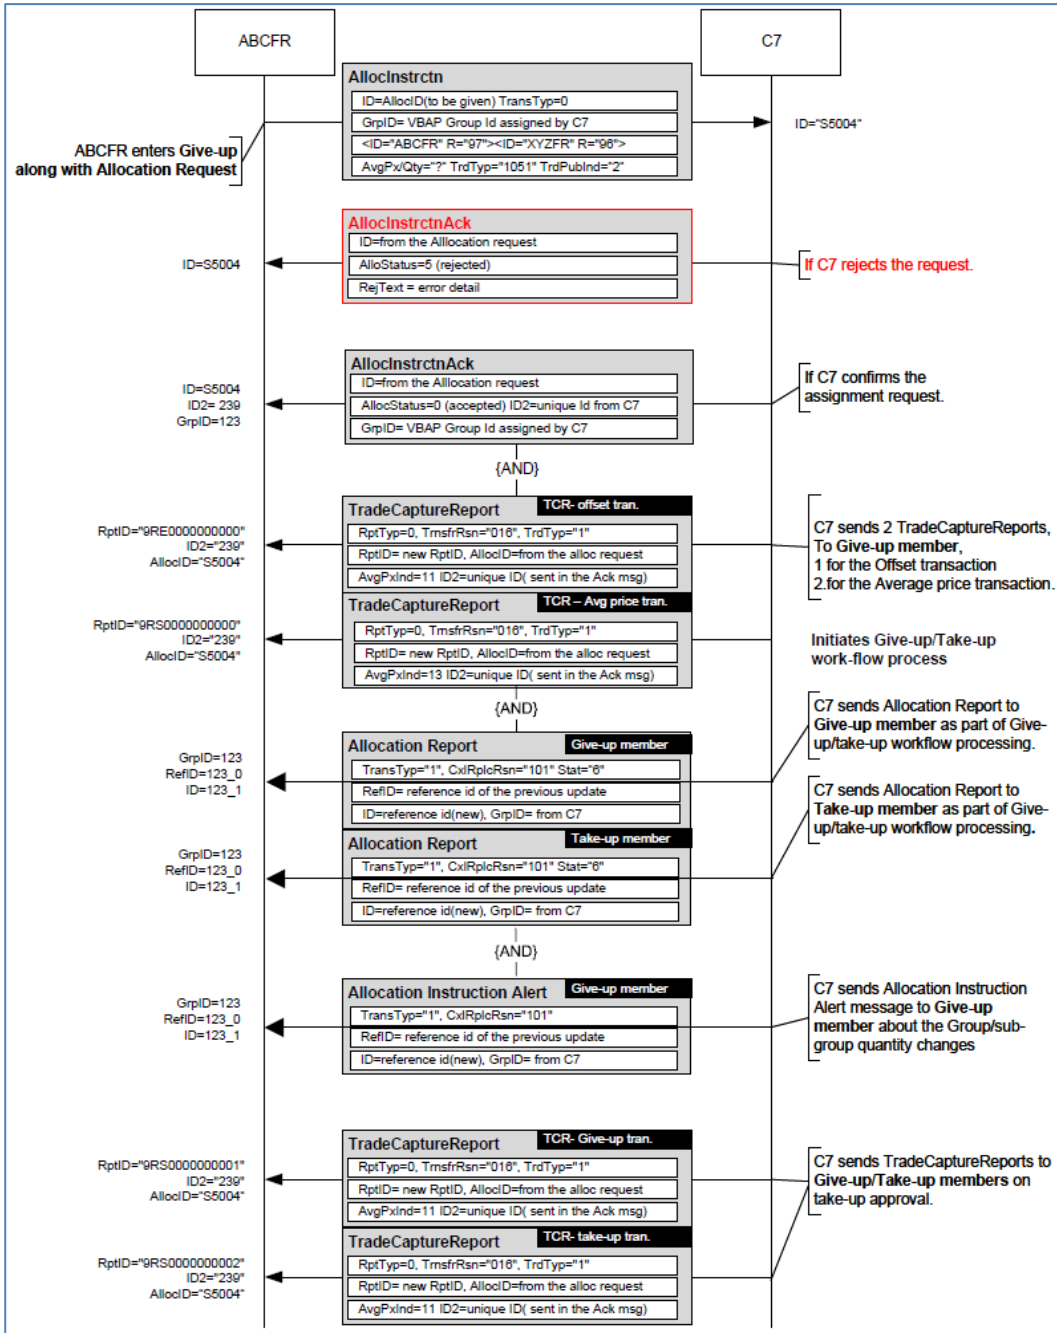 ABCFR
C7
AllocInstrctn
ID=AllocID(to be given) TransTyp=0
GrpID= VBAP Group Id assigned by C7
<ID="ABCFR" R="97"><ID="XYZFR" R="96">
AvgPx/Qty="?" TrdTyp="1051" TrdPubInd="2"
ID="S5004"
ABCFR enters Give-up
along with Allocation Request
AllocInstrctnAck
ID=from the Alllocation request
AlloStatus=5 (rejected)
RejText = error detail
ID=S5004
If C7 rejects the request.
AllocInstrctnAck
ID=from the Alllocation request
AllocStatus=0 (accepted) ID2=unique Id from C7
GrpID= VBAP Group Id assigned by C7
ID=S5004
ID2= 239
GrpID=123
If C7 confirms the
assignment request.
{AND}
TradeCaptureReport
TCR- offset tran.
RptTyp=0, TrnsfrRsn="016", TrdTyp="1"
RptID= new RptID, AllocID=from the alloc request
AvgPxInd=11 ID2=unique ID( sent in the Ack msg)
RptID="9RE0000000000"
ID2="239"
AllocID="S5004"
C7 sends 2 TradeCaptureReports,
To Give-up member,
1 for the Offset transaction
2.for the Average price transaction.
TradeCaptureReport
TCR – Avg price tran.
RptTyp=0, TrnsfrRsn="016", TrdTyp="1"
RptID= new RptID, AllocID=from the alloc request
AvgPxInd=13 ID2=unique ID( sent in the Ack msg)
RptID="9RS0000000000"
ID2="239"
AllocID="S5004"
Initiates Give-up/Take-up
work-flow process
{AND}
Allocation Report
Give-up member
TransTyp="1", CxlRplcRsn="101" Stat="6"
RefID= reference id of the previous update
ID=reference id(new), GrpID= from C7
GrpID=123
RefID=123_0
ID=123_1
C7 sends Allocation Report to
Give-up member as part of Give-
up/take-up workflow processing.
Allocation Report
Take-up member
TransTyp="1", CxlRplcRsn="101" Stat="6"
RefID= reference id of the previous update
ID=reference id(new), GrpID= from C7
GrpID=123
RefID=123_0
ID=123_1
C7 sends Allocation Report to
Take-up member as part of Give-
up/take-up workflow processing.
{AND}
Allocation Instruction Alert
Give-up member
TransTyp="1", CxlRplcRsn="101"
RefID= reference id of the previous update
ID=reference id(new), GrpID= from C7
GrpID=123
RefID=123_0
ID=123_1
C7 sends Allocation Instruction
Alert message to Give-up
member about the Group/sub-
group quantity changes
TradeCaptureReport
TCR- Give-up tran.
RptTyp=0, TrnsfrRsn="016", TrdTyp="1"
RptID= new RptID, AllocID=from the alloc request
AvgPxInd=11 ID2=unique ID( sent in the Ack msg)
RptID="9RS0000000001"
ID2="239"
AllocID="S5004"
C7 sends TradeCaptureReports to
Give-up/Take-up members on
take-up approval.
TradeCaptureReport
TCR- take-up tran.
RptTyp=0, TrnsfrRsn="016", TrdTyp="1"
RptID= new RptID, AllocID=from the alloc request
AvgPxInd=11 ID2=unique ID( sent in the Ack msg)
RptID="9RS0000000002"
ID2="239"
AllocID="S5004"